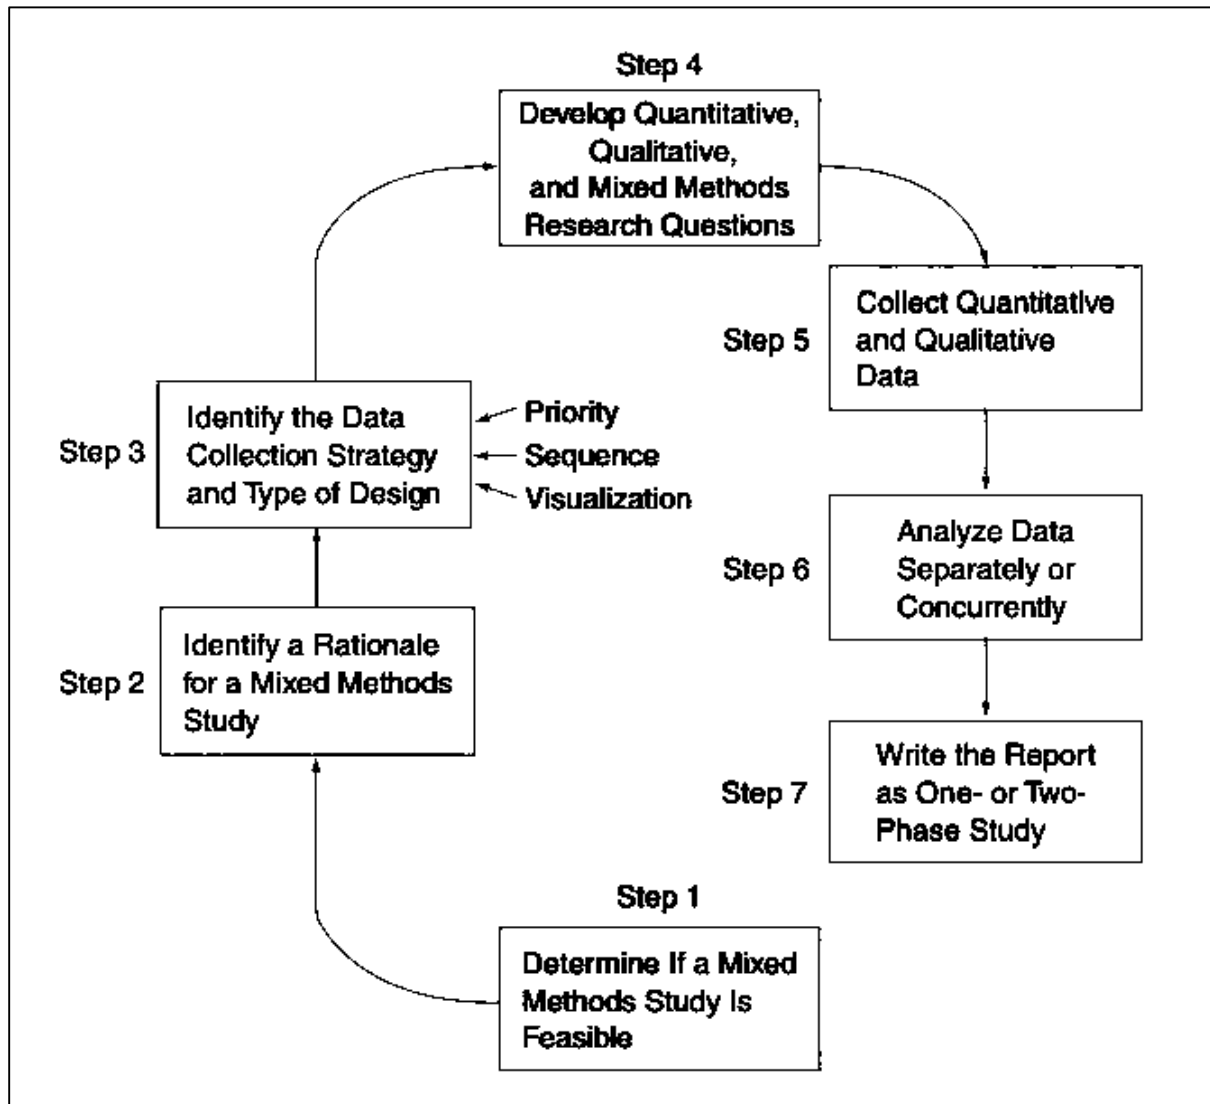 Step 4
Develop Quantitative,
Qualitative,
and Mixed Methods
Research Questions
Step 5
Collect Quantitative
and Qualitative
Data
Step 3
Identify the Data
Collection Strategy
and Type of Design
Priority
Sequence
Visualization
Step 6
Analyze Data
Separately or
Concurrently
Step 2
Identify a Rationale
for a Mixed Methods
Study
Step 7
Write the Report
as One- or Two-
Phase Study
Step 1
Determine If a Mixed
Methods Study Is
Feasible